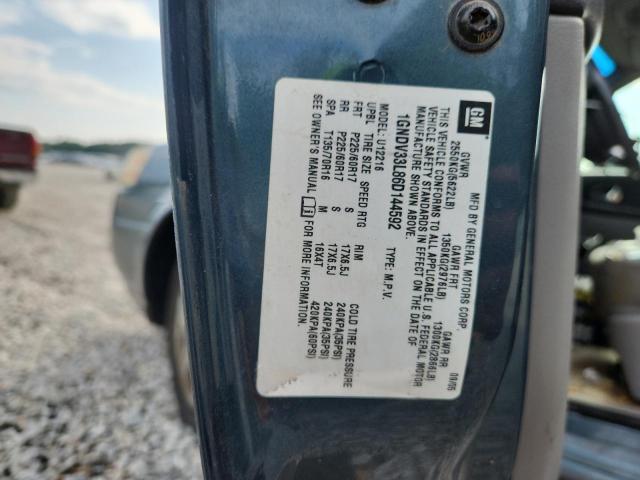 GM
MFD BY GENERAL MOTORS CORP. 09/05
GVWR GAWR FRT GAWR RR
2550KG(5622LB) 1350KG(2976LB) 1300KG(2866LB)
THIS VEHICLE CONFORMS TO ALL APPLICABLE U.S. FEDERAL MOTOR
VEHICLE SAFETY STANDARDS IN EFFECT ON THE DATE OF
MANUFACTURE SHOWN ABOVE.
1GNDV33L86D144592 TYPE: M.P.V.
MODEL: U12216
UPBL TIRE SIZE SPEED RTG RIM COLD TIRE PRESSURE
FRT P225/60R17 S 17X6.5J 240KPA(35PSI)
RR P225/60R17 S 17X6.5J 240KPA(35PSI)
SPA T135/70R16 M 16X4T 420KPA(60PSI)
SEE OWNER'S MANUAL FOR MORE INFORMATION.